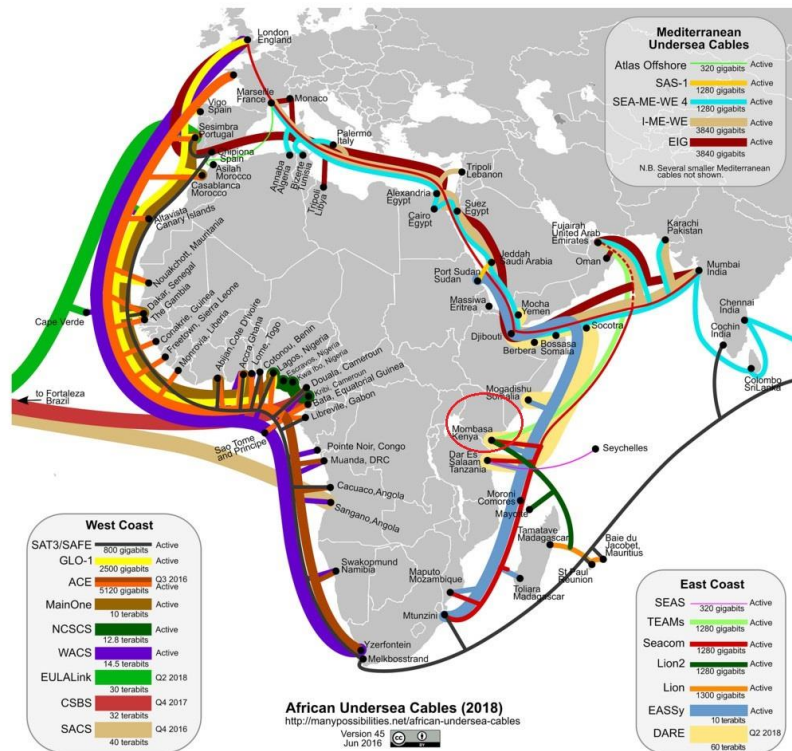 London
England
Marseille
France
Monaco
Vigo
Spain
Sesimbra
Portugal
Chipiona
Spain
Asilah
Morocco
Casablanca
Morocco
Annaba
Algeria
Bizerte
Tunisia
Tripoli
Libya
Palermo
Italy
Tripoli
Lebanon
Alexandria
Egypt
Cairo
Egypt
Suez
Egypt
Jeddah
Saudi Arabia
Port Sudan
Sudan
Massiwa
Eritrea
Mocha
Yemen
Djibouti
Berbera
Bossasa
Somalia
Socotra
Fujairah
United Arab
Emirates
Oman
Karachi
Pakistan
Mumbai
India
Chennai
India
Cochin
India
Colombo
SriLanka
Altavista
Canary Islands
Nouakchott, Mauritania
Dakar, Senegal
The Gambia
Conakrie, Guinea
Freetown, Sierra Leone
Monrovia, Liberia
Abijan,Cote D'Ivoire
Accra,Ghana
Lome, Togo
Cotonou, Benin
Lagos, Nigeria
Escravos, Nigeria
Kwa Ibo, Nigeria
Douala, Cameroun
Kribi, Cameroun
Bata, Equatorial Guinea
Libreville, Gabon
Cape Verde
to Fortaleza
Brazil
Sao Tome
and Principe
Pointe Noir, Congo
Muanda, DRC
Cacuaco,Angola
Sangano,Angola
Swakopmund
Namibia
Yzerfontein
Melkbosstrand
Mogadishu
Somalia
Mombasa
Kenya
Dar Es
Salaam
Tanzania
Seychelles
Moroni
Comores
Mayotte
Tamatave
Madagascar
Baie du
Jacobet,
Mauritius
St Paul
Reunion
Toliara
Madagascar
Maputo
Mozambique
Mtunzini
Mediterranean
Undersea Cables
Atlas Offshore Active
320 gigabits
SAS-1 Active
1280 gigabits
SEA-ME-WE 4 Active
1280 gigabits
I-ME-WE Active
3840 gigabits
EIG Active
3840 gigabits
N.B. Several smaller Mediterranean
cables not shown.
West Coast
SAT3/SAFE Active
800 gigabits
GLO-1 Active
2500 gigabits
ACE Q3 2016
5120 gigabits Active
MainOne Active
10 terabits
NCSCS Active
12.8 terabits
WACS Active
14.5 terabits
EULALink Q2 2018
30 terabits
CSBS Q4 2017
32 terabits
SACS Q4 2016
40 terabits
East Coast
SEAS Active
320 gigabits
TEAMs Active
1280 gigabits
Seacom Active
1280 gigabits
Lion2 Active
1280 gigabits
Lion Active
1300 gigabits
EASSy Active
10 terabits
DARE Q2 2018
60 terabits
African Undersea Cables (2018)
http://manypossibilities.net/african-undersea-cables
Version 45
Jun 2016
cc
BY